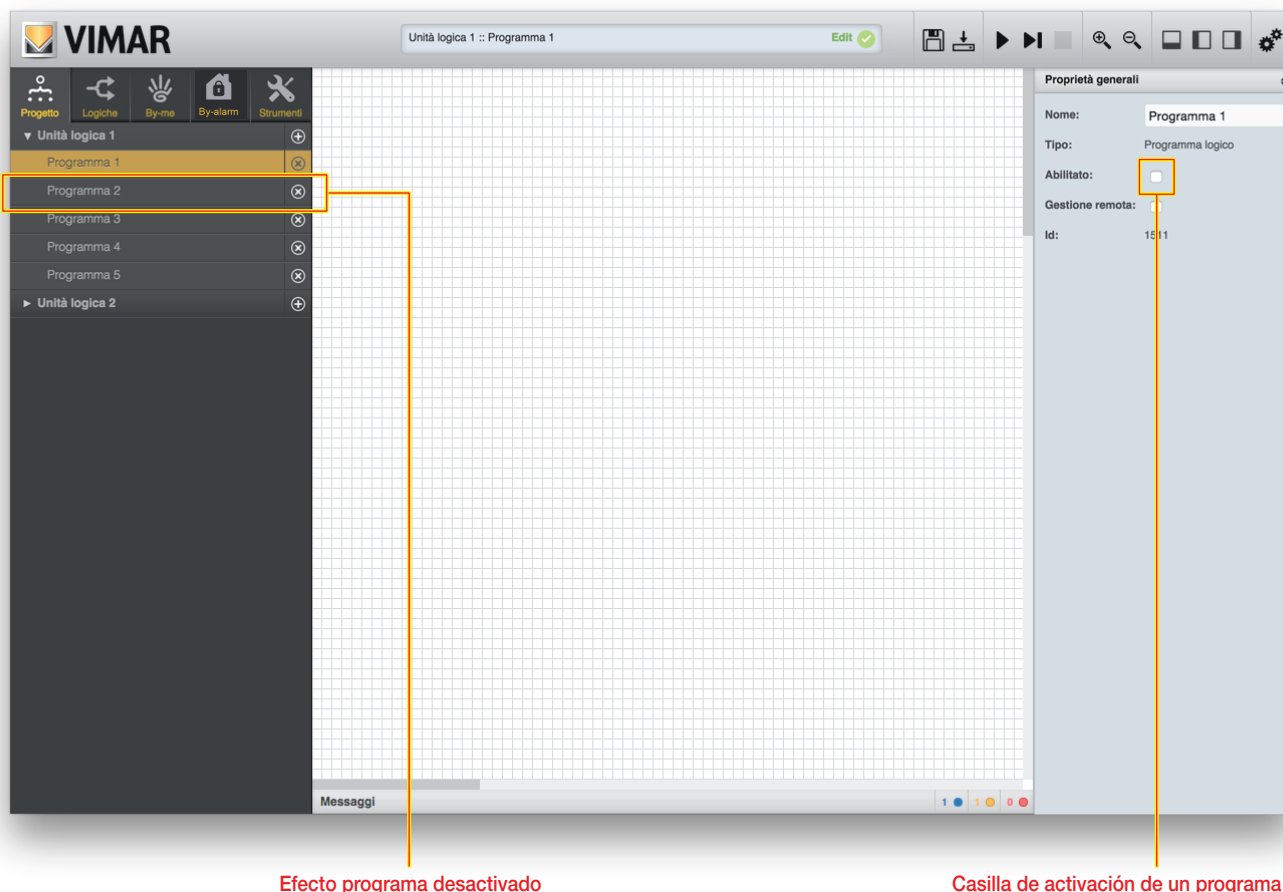 VIMAR
Unità logica 1 :: Programma 1
Edit
Progetto
Logiche
By-me
By-alarm
Strumenti
Unità logica 1
Programma 1
Programma 2
Programma 3
Programma 4
Programma 5
Unità logica 2
Proprietà generali
Nome: Programma 1
Tipo: Programma logico
Abilitato:
Gestione remota:
Id: 1511
Messaggi
1 1 0
Efecto programa desactivado
Casilla de activación de un programa